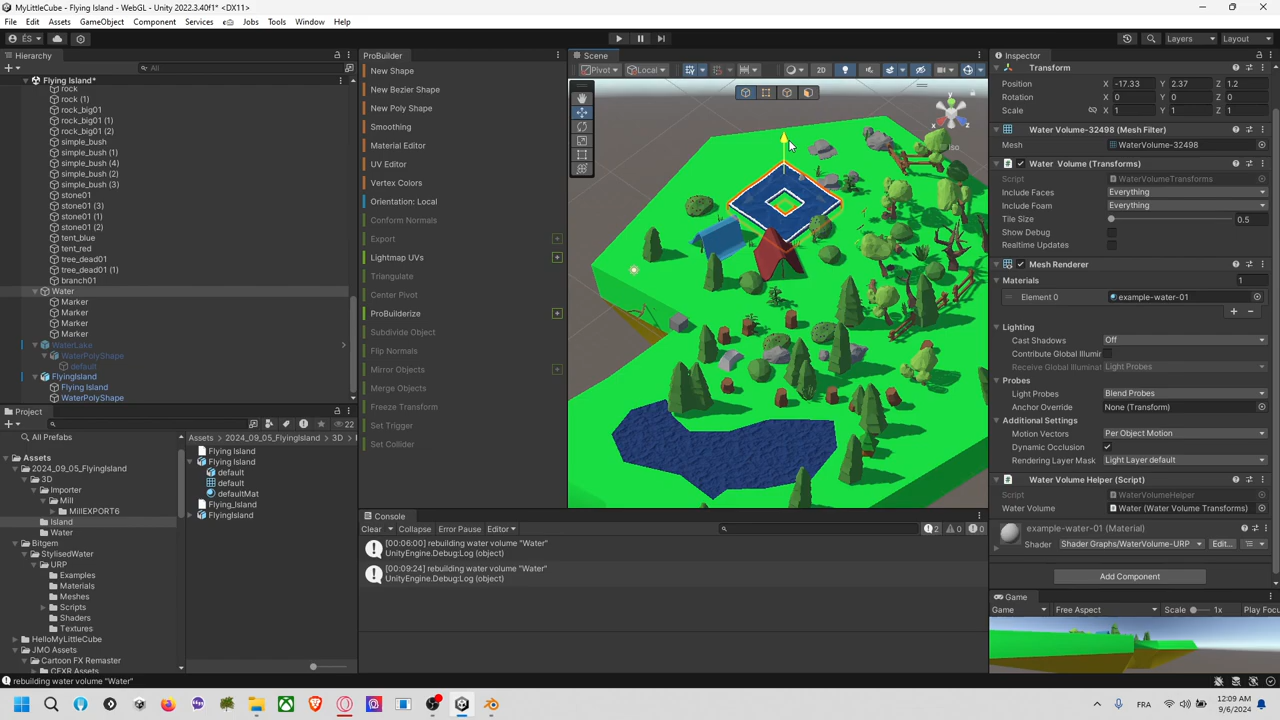 MyLittleCube - Flying Island - WebGL - Unity 2022.3.40f1* <DX11>
File Edit Assets GameObject Component Services Jobs Tools Window Help
ÉS Layers Layout
Hierarchy
All
Flying Island*
rock
rock (1)
rock_big01
rock_big01 (1)
rock_big01 (2)
simple_bush
simple_bush (1)
simple_bush (4)
simple_bush (2)
simple_bush (3)
stone01
stone01 (3)
stone01 (1)
stone01 (2)
tent_blue
tent_red
tree_dead01
tree_dead01 (1)
branch01
Water
Marker
Marker
Marker
Marker
WaterLake
WaterPolyShape
default
FlyingIsland
Flying Island
WaterPolyShape
ProBuilder
New Shape
New Bezier Shape
New Poly Shape
Smoothing
Material Editor
UV Editor
Vertex Colors
Orientation: Local
Conform Normals
Export
Lightmap UVs
Triangulate
Center Pivot
ProBuilderize
Subdivide Object
Flip Normals
Mirror Objects
Merge Objects
Freeze Transform
Set Trigger
Set Collider
Scene
Pivot Local 2D
y
x z
Iso
Inspector
Transform
Position X -17.33 Y 2.37 Z 1.2
Rotation X 0 Y 0 Z 0
Scale X 1 Y 1 Z 1
Water Volume-32498 (Mesh Filter)
Mesh WaterVolume-32498
Water Volume (Transforms)
Script WaterVolumeTransforms
Include Faces Everything
Include Foam Everything
Tile Size 0.5
Show Debug
Realtime Updates
Mesh Renderer
Materials 1
Element 0 example-water-01
Lighting
Cast Shadows Off
Contribute Global Illumir
Receive Global Illuminat Light Probes
Probes
Light Probes Blend Probes
Anchor Override None (Transform)
Additional Settings
Motion Vectors Per Object Motion
Dynamic Occlusion
Rendering Layer Mask Light Layer default
Water Volume Helper (Script)
Script WaterVolumeHelper
Water Volume Water (Water Volume Transforms)
example-water-01 (Material)
Shader Shader Graphs/WaterVolume-URP Edit...
Add Component
Game
Game Free Aspect Scale 1x Play Focu
Project
22
All Prefabs
Assets
2024_09_05_FlyingIsland
3D
Importer
Mill
MillEXPORT6
Island
Water
Bitgem
StylisedWater
URP
Examples
Materials
Meshes
Scripts
Shaders
Textures
HelloMyLittleCube
JMO Assets
Cartoon FX Remaster
CFXR Assets
Assets 2024_09_05_FlyingIsland 3D
Flying Island
Flying Island
default
default
defaultMat
Flying_Island
FlyingIsland
Console
Clear Collapse Error Pause Editor 2 0 0
[00:06:00] rebuilding water volume "Water"
UnityEngine.Debug:Log (object)
[00:09:24] rebuilding water volume "Water"
UnityEngine.Debug:Log (object)
rebuilding water volume "Water"
FRA
12:09 AM
9/6/2024